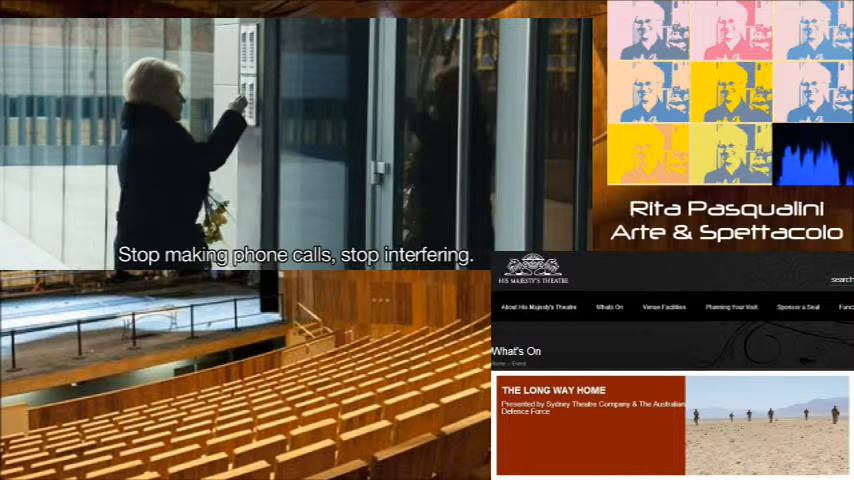 Stop making phone calls, stop interfering.
Rita Pasqualini
Arte & Spettacolo
HIS MAJESTY'S THEATRE
search
About His Majesty's Theatre Whats On Venue Facilities Planning Your Visit Sponsor a Seat Func
What's On
Home / Event
THE LONG WAY HOME
Presented by Sydney Theatre Company & The Australian
Defence Force